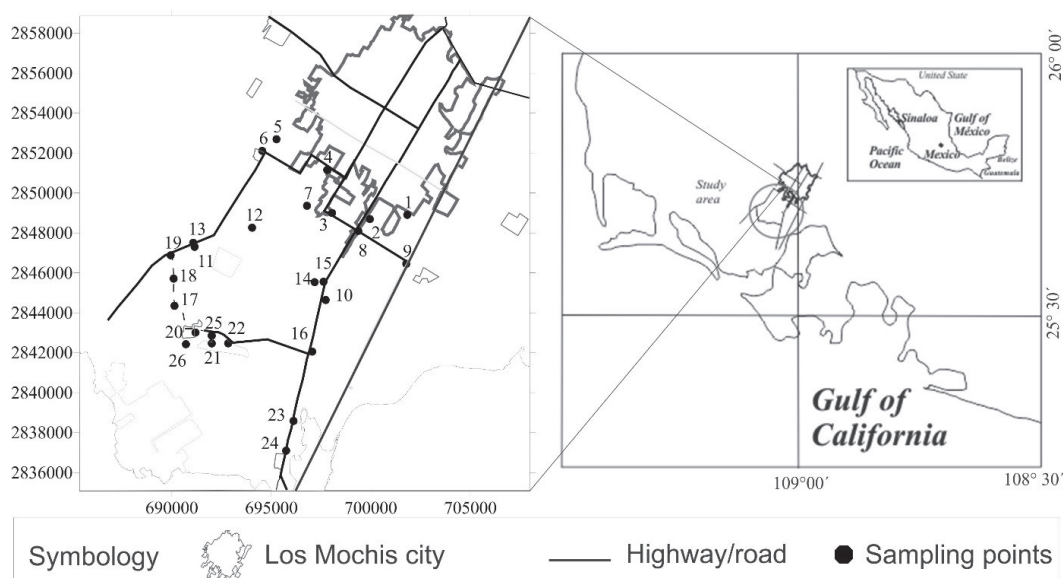 2858000
2856000
2854000
2852000
2850000
2848000
2846000
2844000
2842000
2840000
2838000
2836000
690000 695000 700000 705000
5
6
4
7
3
1
2
8
9
12
13
11
19
18
17
14
15
10
16
20
25
22
21
26
23
24
26° 00´
25° 30´
109°00´
108° 30´
Study
area
United State
Sinaloa
Gulf of
México
Pacific
Ocean
Mexico
Belize
Guatemala
Gulf of
California
Symbology Los Mochis city Highway/road Sampling points